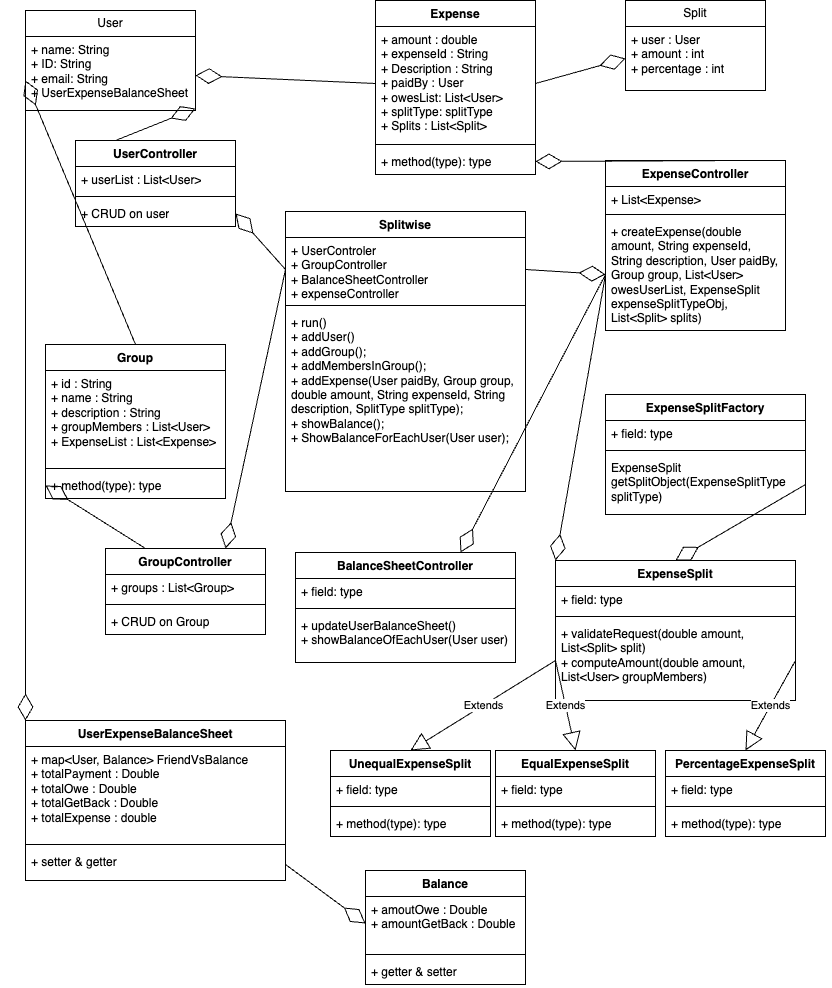 User
+ name: String
+ ID: String
+ email: String
+ UserExpenseBalanceSheet
Expense
+ amount : double
+ expenseId : String
+ Description : String
+ paidBy : User
+ owesList: List<User>
+ splitType: splitType
+ Splits : List<Split>
+ method(type): type
Split
+ user : User
+ amount : int
+ percentage : int
UserController
+ userList : List<User>
+ CRUD on user
ExpenseController
+ List<Expense>
+ createExpense(double
amount, String expenseId,
String description, User paidBy,
Group group, List<User>
owesUserList, ExpenseSplit
expenseSplitTypeObj,
List<Split> splits)
Splitwise
+ UserControler
+ GroupController
+ BalanceSheetController
+ expenseController
+ run()
+ addUser()
+ addGroup();
+ addMembersInGroup();
+ addExpense(User paidBy, Group group,
double amount, String expenseId, String
description, SplitType splitType);
+ showBalance();
+ ShowBalanceForEachUser(User user);
Group
+ id : String
+ name : String
+ description : String
+ groupMembers : List<User>
+ ExpenseList : List<Expense>
+ method(type): type
ExpenseSplitFactory
+ field: type
ExpenseSplit
getSplitObject(ExpenseSplitType
splitType)
GroupController
+ groups : List<Group>
+ CRUD on Group
BalanceSheetController
+ field: type
+ updateUserBalanceSheet()
+ showBalanceOfEachUser(User user)
ExpenseSplit
+ field: type
+ validateRequest(double amount,
List<Split> split)
+ computeAmount(double amount,
List<User> groupMembers)
Extends
Extends
Extends
UserExpenseBalanceSheet
+ map<User, Balance> FriendVsBalance
+ totalPayment : Double
+ totalOwe : Double
+ totalGetBack : Double
+ totalExpense : double
+ setter & getter
UnequalExpenseSplit
+ field: type
+ method(type): type
EqualExpenseSplit
+ field: type
+ method(type): type
PercentageExpenseSplit
+ field: type
+ method(type): type
Balance
+ amoutOwe : Double
+ amountGetBack : Double
+ getter & setter